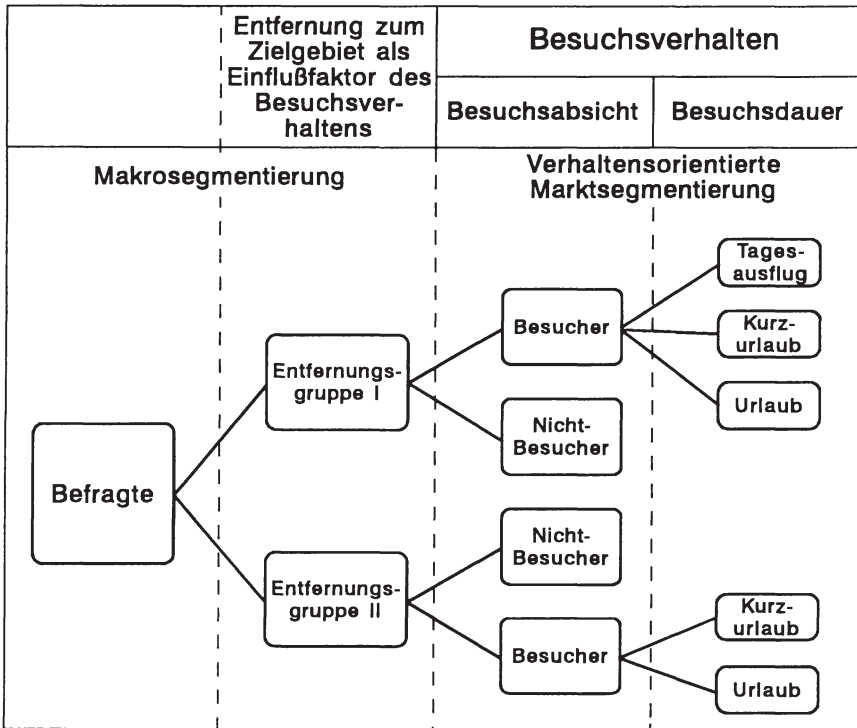 Entfernung zum
Zielgebiet als
Einflußfaktor des
Besuchsver-
haltens
Besuchsverhalten
Besuchsabsicht
Besuchsdauer
Makrosegmentierung
Verhaltensorientierte
Marktsegmentierung
Befragte
Entfernungs-
gruppe I
Besucher
Tages-
ausflug
Kurz-
urlaub
Urlaub
Nicht-
Besucher
Entfernungs-
gruppe II
Nicht-
Besucher
Besucher
Kurz-
urlaub
Urlaub